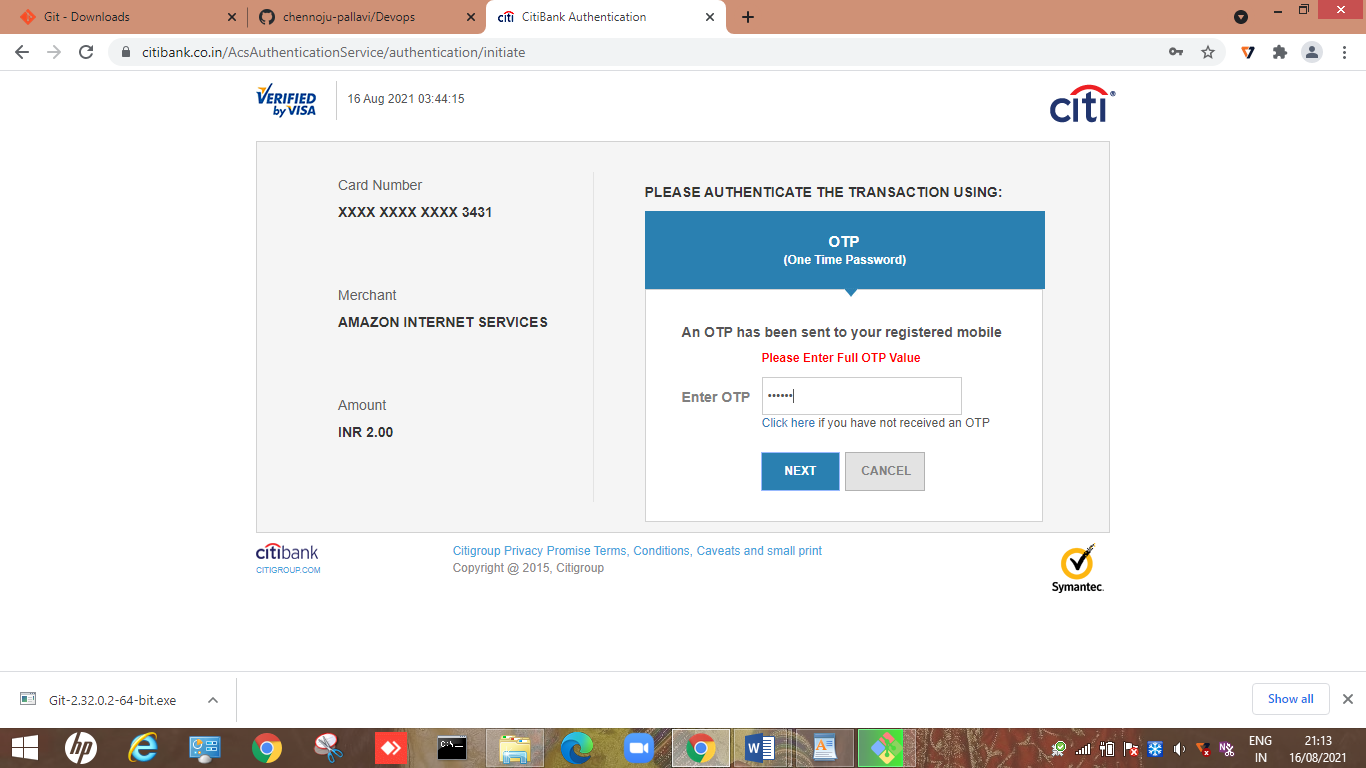 Git - Downloads
chennoju-pallavi/Devops
citi CitiBank Authentication
citibank.co.in/AcsAuthenticationService/authentication/initiate
VERIFIED
by VISA
16 Aug 2021 03:44:15
citi®
Card Number
XXXX XXXX XXXX 3431
Merchant
AMAZON INTERNET SERVICES
Amount
INR 2.00
PLEASE AUTHENTICATE THE TRANSACTION USING:
OTP
(One Time Password)
An OTP has been sent to your registered mobile
Please Enter Full OTP Value
Enter OTP ••••••
Click here if you have not received an OTP
NEXT CANCEL
citibank
CITIGROUP.COM
Citigroup Privacy Promise Terms, Conditions, Caveats and small print
Copyright @ 2015, Citigroup
Symantec.
Git-2.32.0.2-64-bit.exe
Show all
hp
C:\
W
A
ENG
IN
21:13
16/08/2021